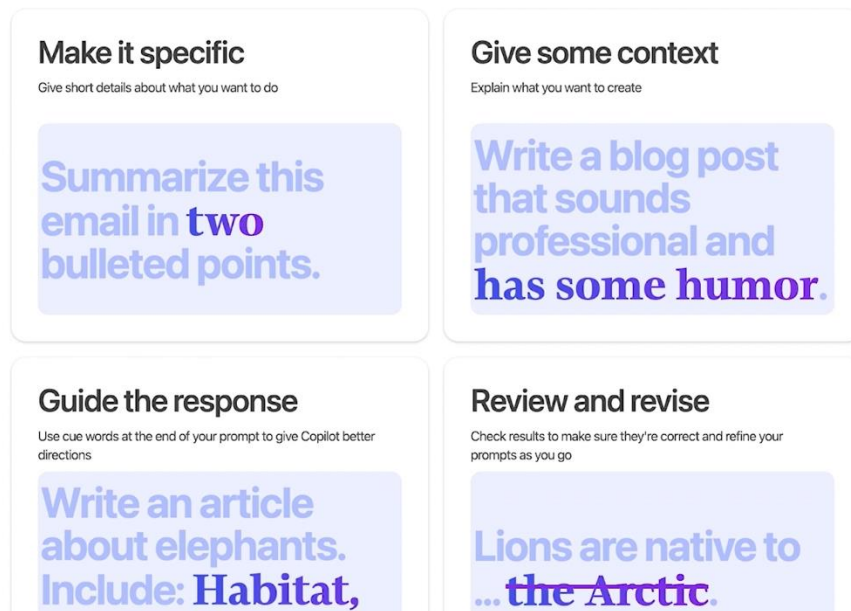 Make it specific
Give short details about what you want to do
Summarize this
email in two
bulleted points.
Give some context
Explain what you want to create
Write a blog post
that sounds
professional and
has some humor.
Guide the response
Use cue words at the end of your prompt to give Copilot better
directions
Write an article
about elephants.
Include: Habitat,
Review and revise
Check results to make sure they're correct and refine your
prompts as you go
Lions are native to
... the Arctic.